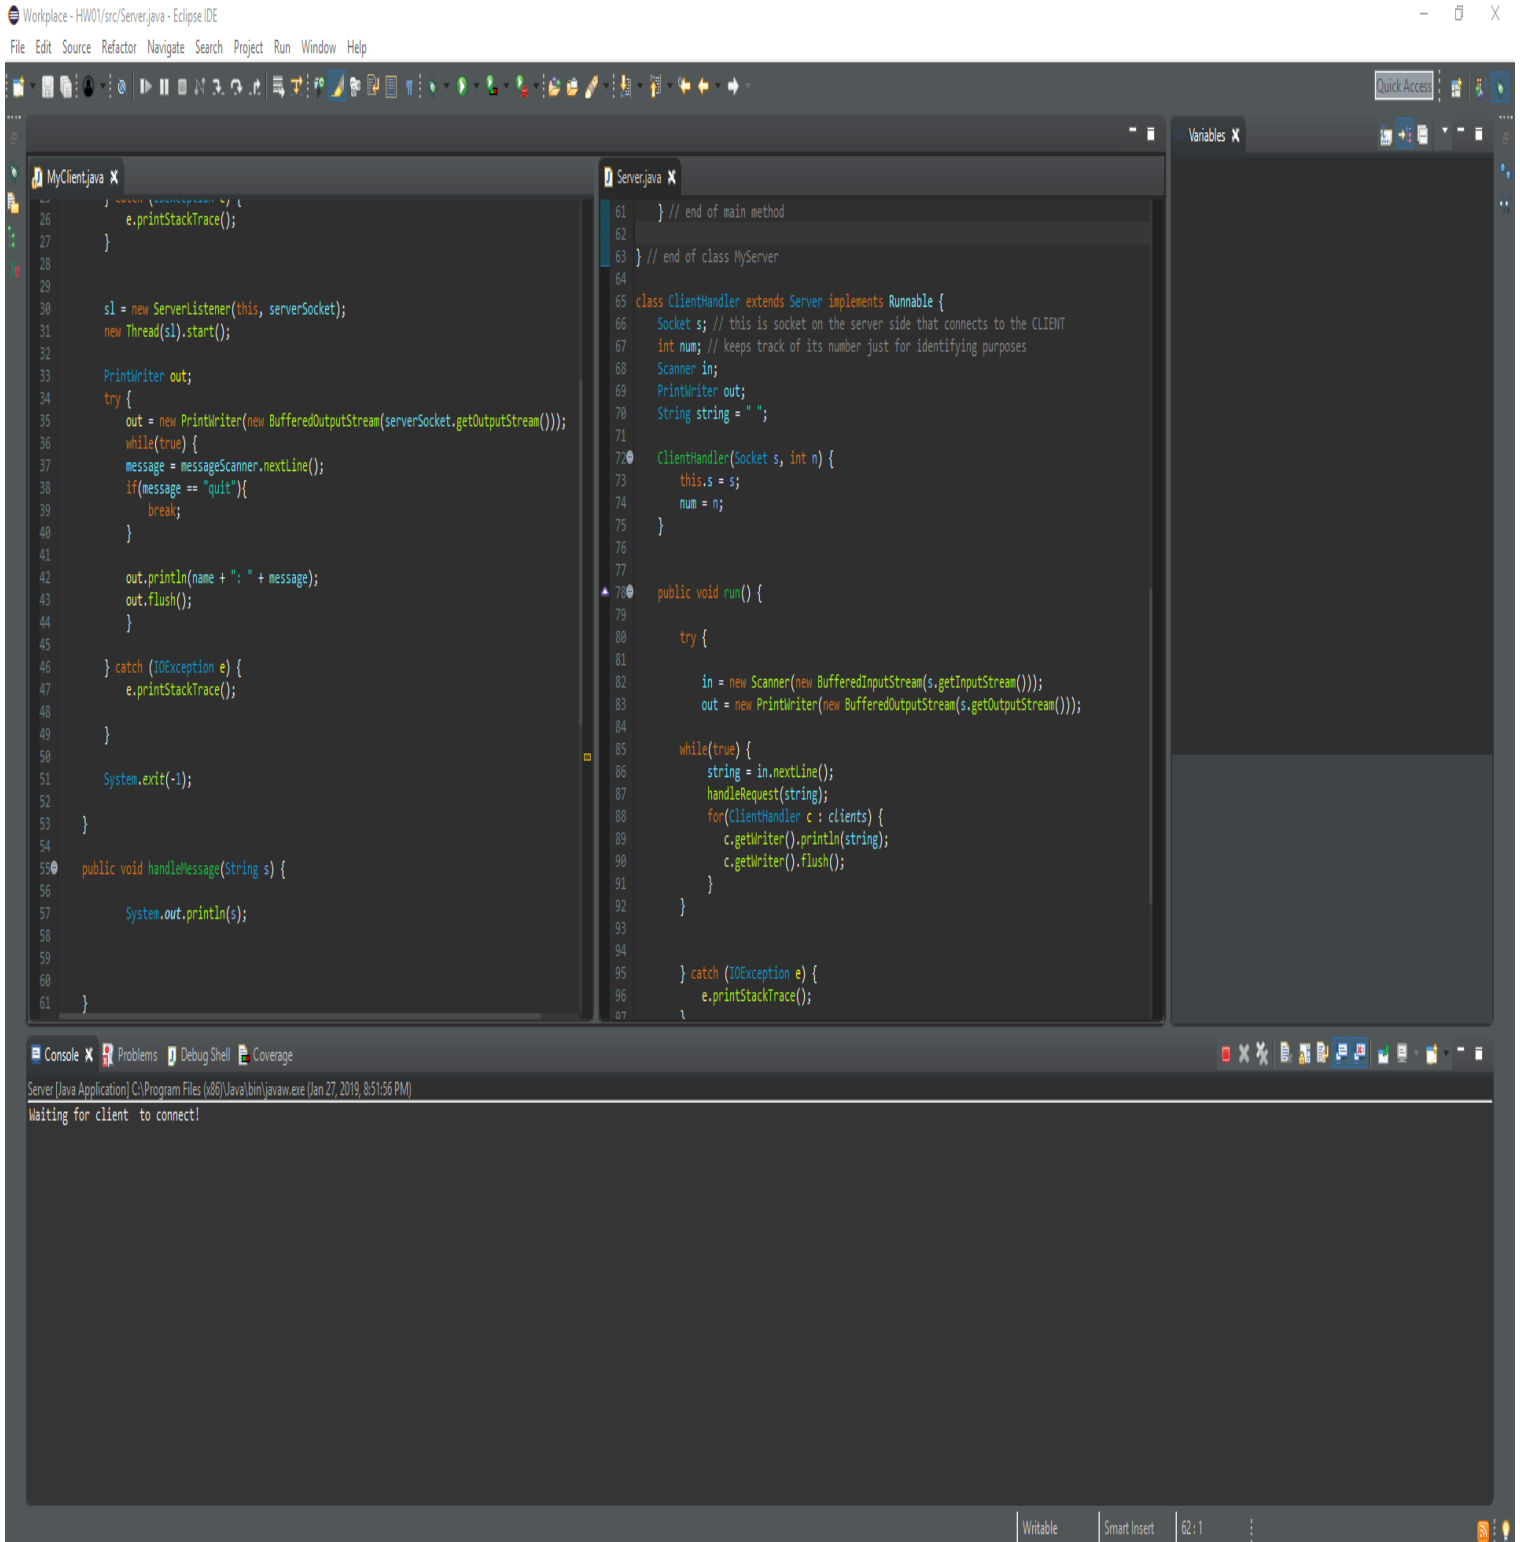 Workplace - HW01/src/Server.java - Eclipse IDE
File Edit Source Refactor Navigate Search Project Run Window Help
Quick Access
MyClient.java
26 e.printStackTrace();
27 }
28
29
30 sl = new ServerListener(this, serverSocket);
31 new Thread(sl).start();
32
33 PrintWriter out;
34 try {
35 out = new PrintWriter(new BufferedOutputStream(serverSocket.getOutputStream()));
36 while(true) {
37 message = messageScanner.nextLine();
38 if(message == "quit"){
39 break;
40 }
41
42 out.println(name + ": " + message);
43 out.flush();
44 }
45
46 } catch (IOException e) {
47 e.printStackTrace();
48
49 }
50
51 System.exit(-1);
52
53 }
54
55 public void handleMessage(String s) {
56
57 System.out.println(s);
58
59
60
61 }
Server.java
61 } // end of main method
62
63 } // end of class MyServer
64
65 class ClientHandler extends Server implements Runnable {
66 Socket s; // this is socket on the server side that connects to the CLIENT
67 int num; // keeps track of its number just for identifying purposes
68 Scanner in;
69 PrintWriter out;
70 String string = " ";
71
72 ClientHandler(Socket s, int n) {
73 this.s = s;
74 num = n;
75 }
76
77
78 public void run() {
79
80 try {
81
82 in = new Scanner(new BufferedInputStream(s.getInputStream()));
83 out = new PrintWriter(new BufferedOutputStream(s.getOutputStream()));
84
85 while(true) {
86 string = in.nextLine();
87 handleRequest(string);
88 for(ClientHandler c : clients) {
89 c.getWriter().println(string);
90 c.getWriter().flush();
91 }
92 }
93
94
95 } catch (IOException e) {
96 e.printStackTrace();
97 }
Variables
Console Problems Debug Shell Coverage
Server [Java Application] C:\Program Files (x86)\Java\bin\javaw.exe (Jan 27, 2019, 8:51:56 PM)
Waiting for client  to connect!
Writable Smart Insert 62 : 1